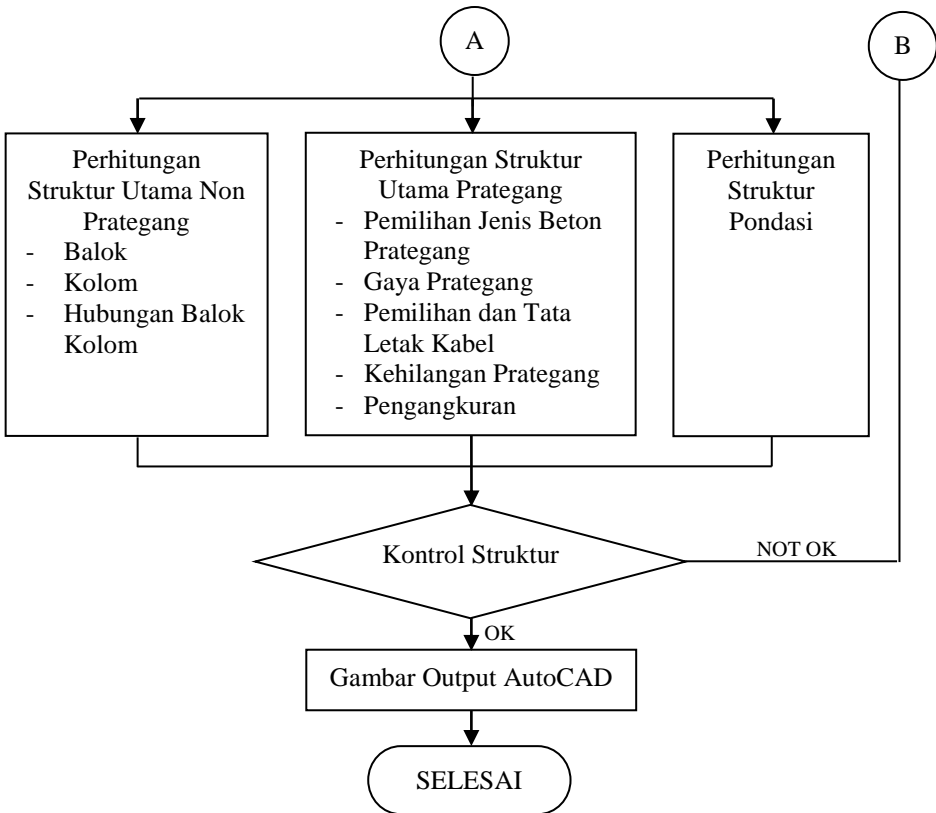 A
B
Perhitungan
Struktur Utama Non
Prategang
- Balok
- Kolom
- Hubungan Balok
Kolom
Perhitungan Struktur
Utama Prategang
- Pemilihan Jenis Beton
Prategang
- Gaya Prategang
- Pemilihan dan Tata
Letak Kabel
- Kehilangan Prategang
- Pengangkuran
Perhitungan
Struktur
Pondasi
Kontrol Struktur
NOT OK
OK
Gambar Output AutoCAD
SELESAI